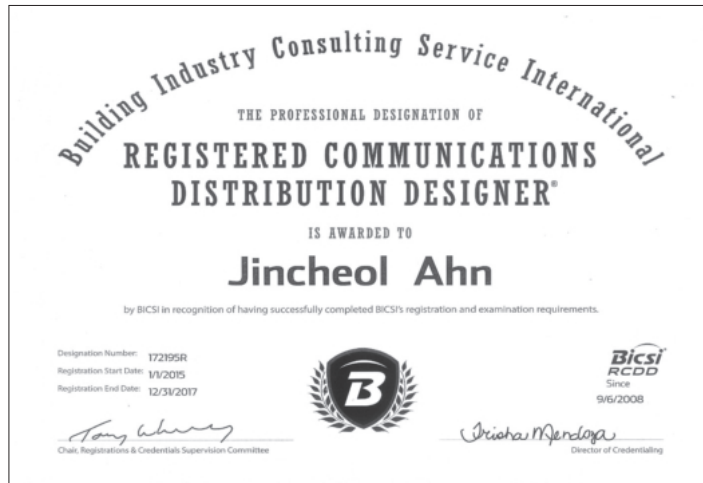 Building Industry Consulting Service International
THE PROFESSIONAL DESIGNATION OF
REGISTERED COMMUNICATIONS
DISTRIBUTION DESIGNER®
IS AWARDED TO
Jincheol Ahn
by BICSI in recognition of having successfully completed BICSI's registration and examination requirements.
Designation Number: 172195R
Registration Start Date: 1/1/2015
Registration End Date: 12/31/2017
B
Bicsi®
RCDD
Since
9/6/2008
Trisha Mendoza
Chair, Registrations & Credentials Supervision Committee
Director of Credentialing